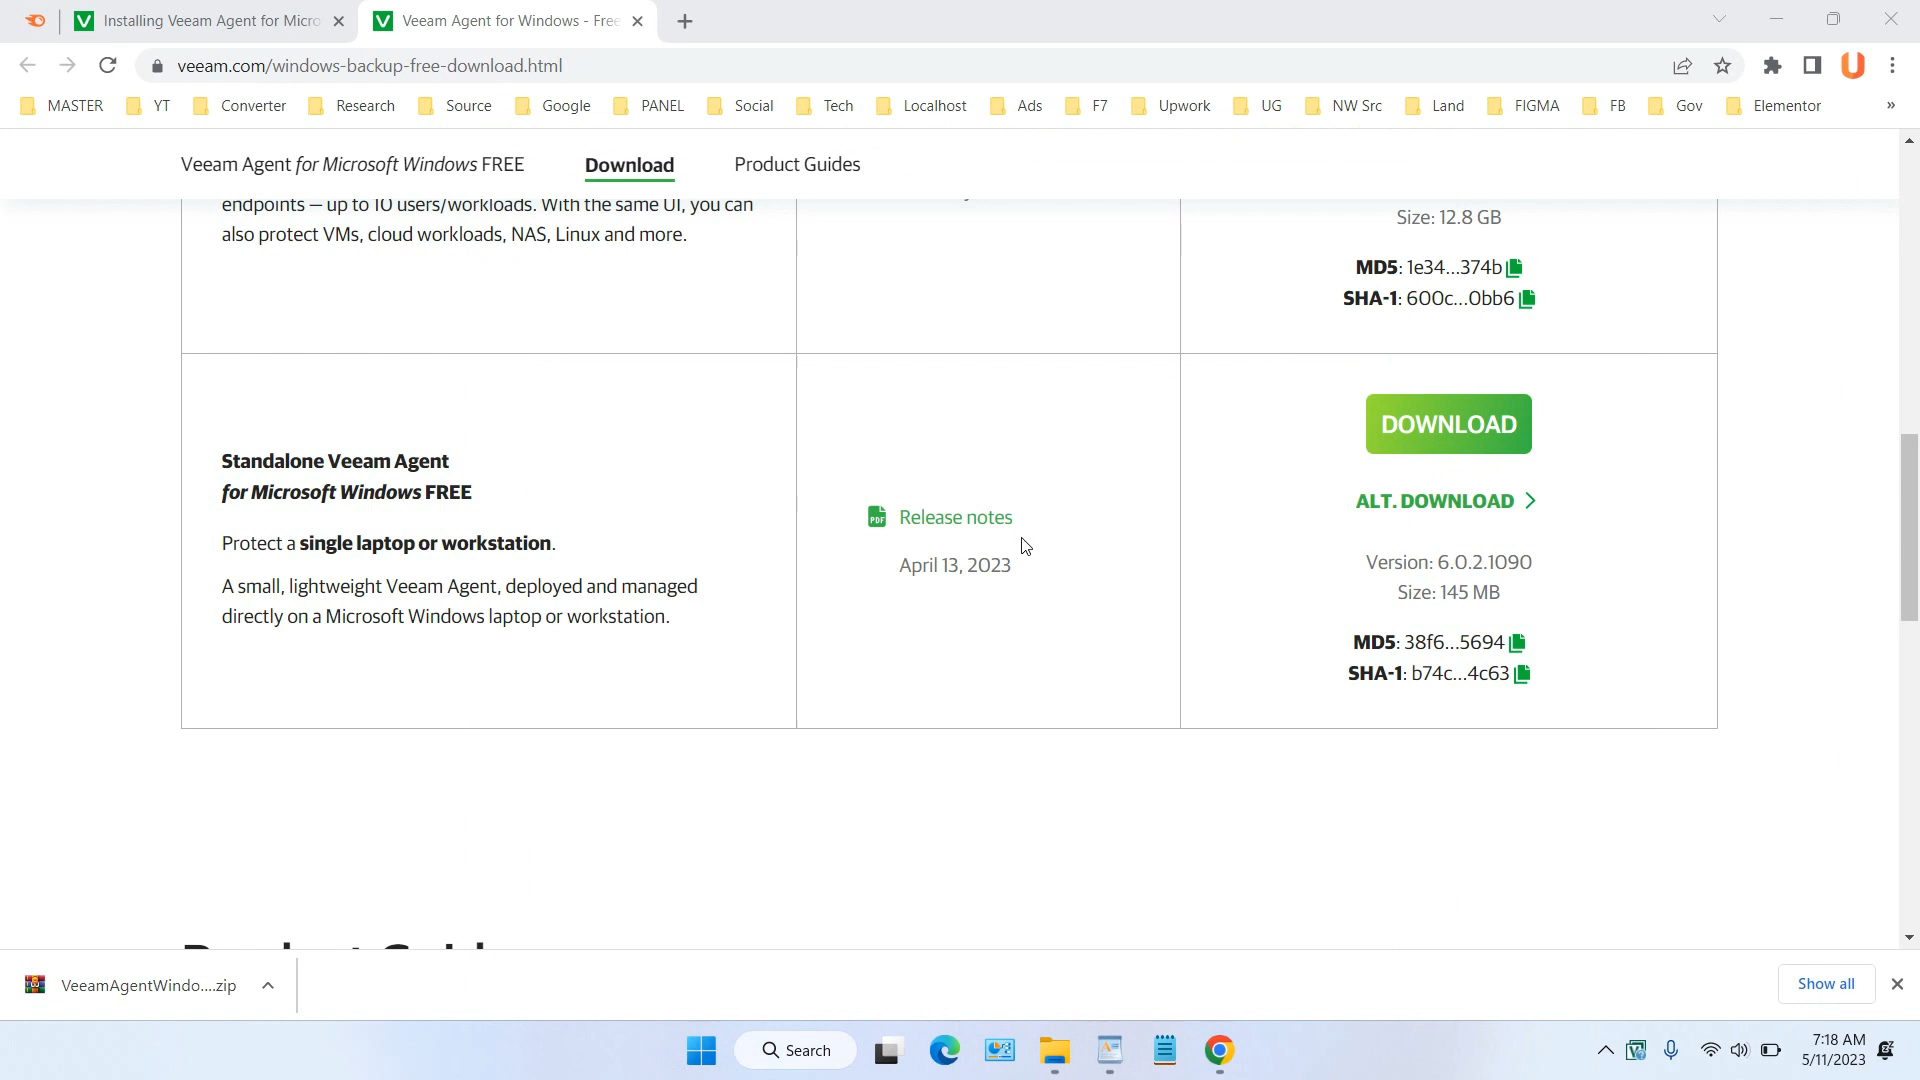 Installing Veeam Agent for Micro
Veeam Agent for Windows - Free
veeam.com/windows-backup-free-download.html
MASTER YT Converter Research Source Google PANEL Social Tech Localhost Ads F7 Upwork UG NW Src Land FIGMA FB Gov Elementor »
Veeam Agent for Microsoft Windows FREE Download Product Guides
endpoints — up to 10 users/workloads. With the same UI, you can
also protect VMs, cloud workloads, NAS, Linux and more.
Size: 12.8 GB
MD5: 1e34...374b
SHA-1: 600c...0bb6
Standalone Veeam Agent
for Microsoft Windows FREE
Protect a single laptop or workstation.
A small, lightweight Veeam Agent, deployed and managed
directly on a Microsoft Windows laptop or workstation.
PDF Release notes
April 13, 2023
DOWNLOAD
ALT. DOWNLOAD
Version: 6.0.2.1090
Size: 145 MB
MD5: 38f6...5694
SHA-1: b74c...4c63
VeeamAgentWindo....zip
Show all
Search
7:18 AM
5/11/2023